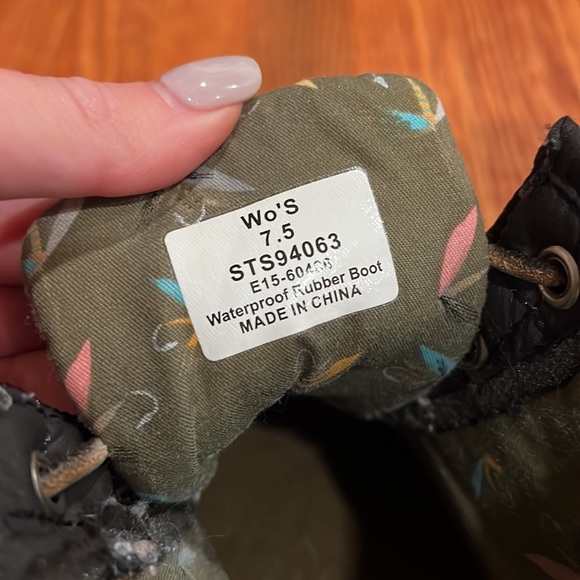 Wo'S
7.5
STS94063
Waterproof Rubber Boot
MADE IN CHINA